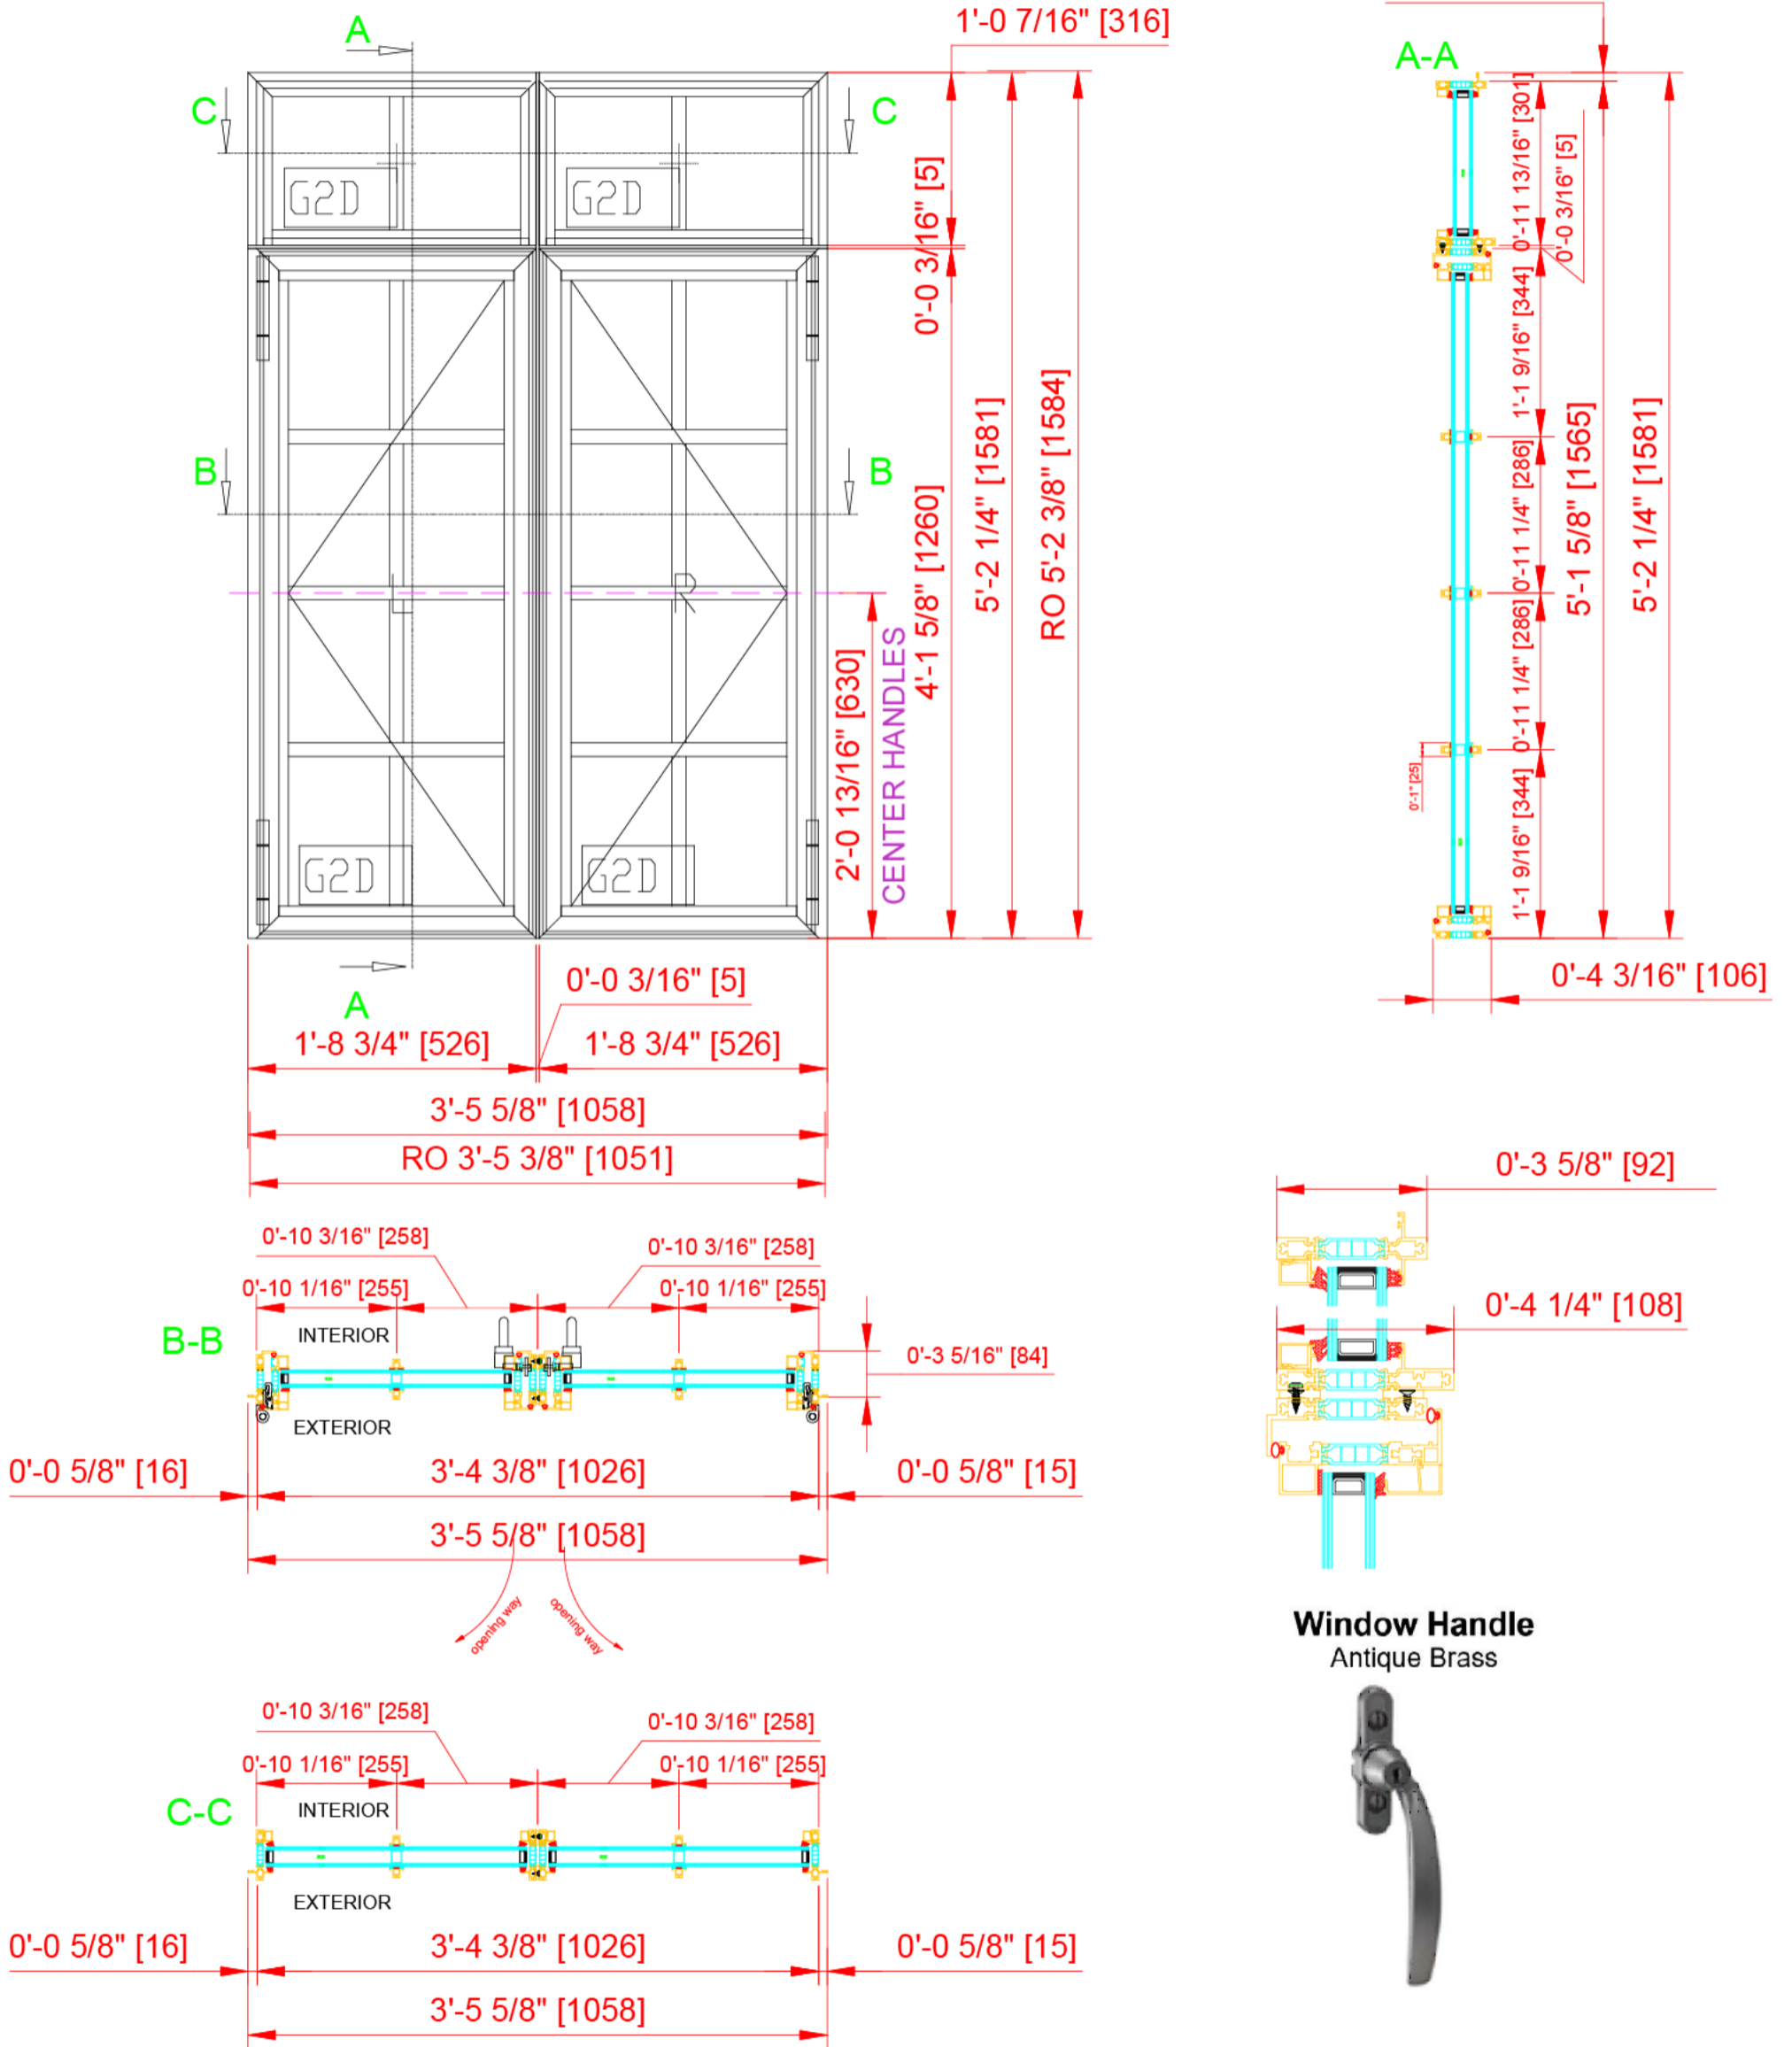 1'-0 7/16" [316]
A
A-A
C
C
G2D
G2D
0'-0 3/16" [5]
0'-11 13/16" [301]
0'-0 3/16" [5]
1'-1 9/16" [344]
B
B
L
R
2'-0 13/16" [630]
CENTER HANDLES
4'-1 5/8" [1260]
5'-2 1/4" [1581]
RO 5'-2 3/8" [1584]
0'-11 1/4" [286]
0'-11 1/4" [286]
5'-1 5/8" [1565]
5'-2 1/4" [1581]
0'-1" [25]
1'-1 9/16" [344]
G2D
G2D
0'-4 3/16" [106]
A
0'-0 3/16" [5]
1'-8 3/4" [526]
1'-8 3/4" [526]
3'-5 5/8" [1058]
RO 3'-5 3/8" [1051]
0'-3 5/8" [92]
0'-10 3/16" [258]
0'-10 3/16" [258]
0'-10 1/16" [255]
0'-10 1/16" [255]
0'-4 1/4" [108]
B-B
INTERIOR
0'-3 5/16" [84]
EXTERIOR
0'-0 5/8" [16]
3'-4 3/8" [1026]
0'-0 5/8" [15]
3'-5 5/8" [1058]
opening way
opening way
Window Handle
Antique Brass
0'-10 3/16" [258]
0'-10 3/16" [258]
0'-10 1/16" [255]
0'-10 1/16" [255]
C-C
INTERIOR
EXTERIOR
0'-0 5/8" [16]
3'-4 3/8" [1026]
0'-0 5/8" [15]
3'-5 5/8" [1058]